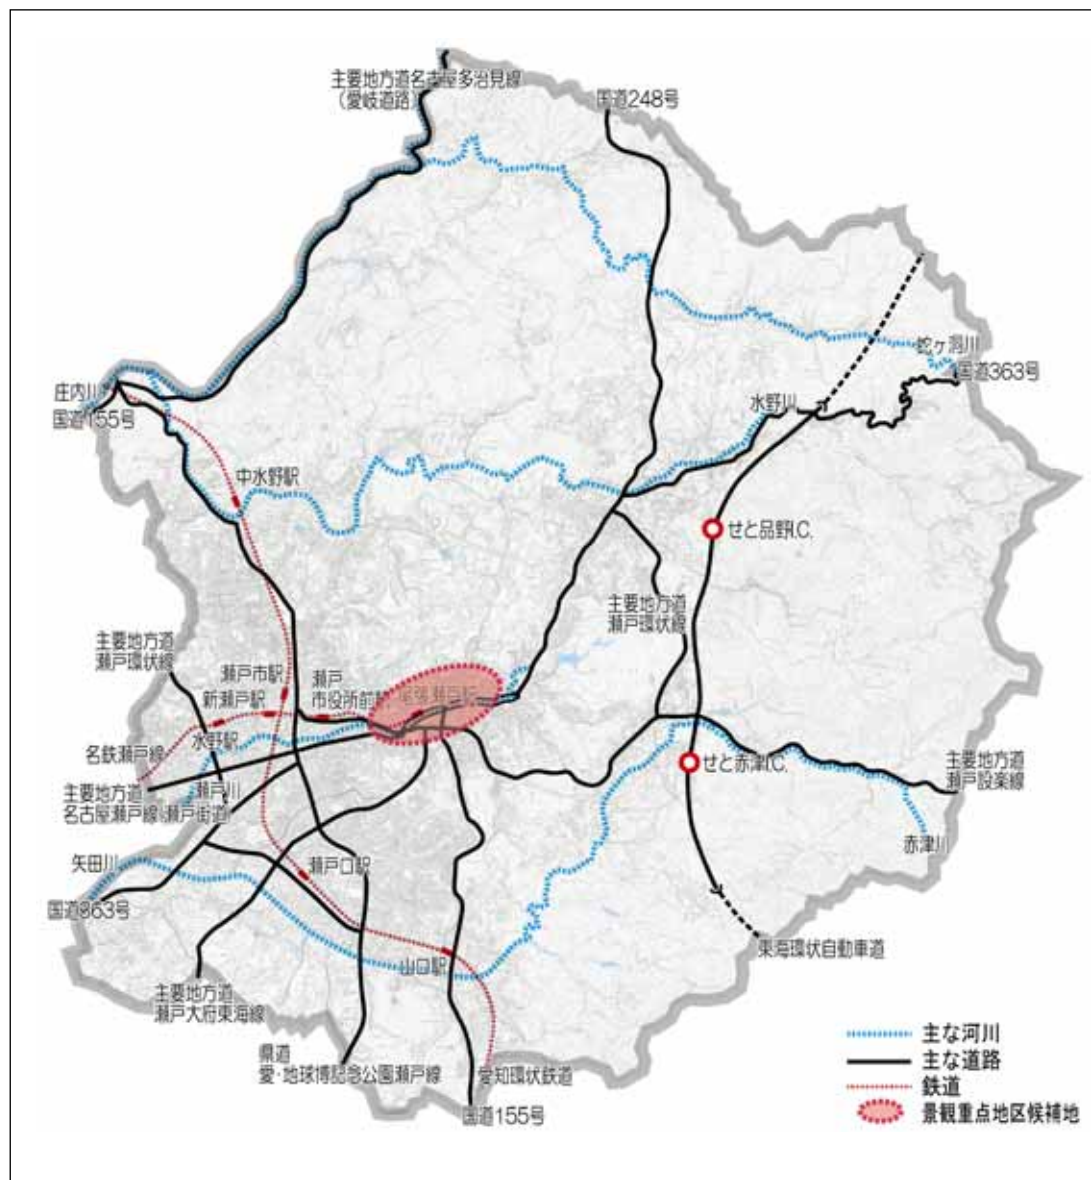 主要地方道名古屋多治見線
(愛岐道路)
国道248号
蛇ヶ洞川
国道363号
庄内川
国道155号
水野川
中水野駅
せと品野I.C.
主要地方道
瀬戸環状線
主要地方道
瀬戸環状線
瀬戸市駅
瀬戸
市役所前駅
尾張瀬戸駅
新瀬戸駅
水野駅
名鉄瀬戸線
主要地方道
名古屋瀬戸線(瀬戸街道)
瀬戸川
せと赤津I.C.
主要地方道
瀬戸設楽線
赤津川
矢田川
瀬戸口駅
国道363号
東海環状自動車道
山口駅
主要地方道
瀬戸大府東海線
県道
愛・地球博記念公園瀬戸線
愛知環状鉄道
国道155号
主な河川
主な道路
鉄道
景観重点地区候補地